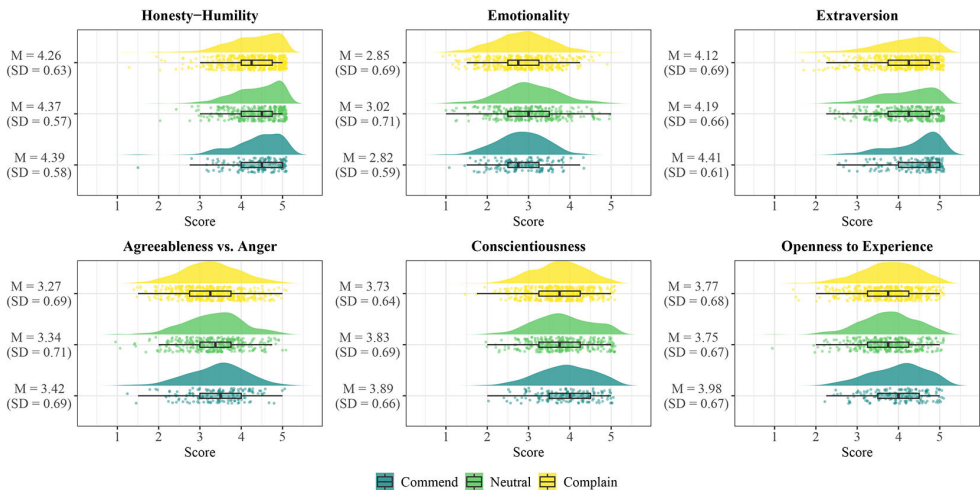 Honesty−Humility
M = 4.26
(SD = 0.63)
M = 4.37
(SD = 0.57)
M = 4.39
(SD = 0.58)
1 2 3 4 5
Score
Emotionality
M = 2.85
(SD = 0.69)
M = 3.02
(SD = 0.71)
M = 2.82
(SD = 0.59)
1 2 3 4 5
Score
Extraversion
M = 4.12
(SD = 0.69)
M = 4.19
(SD = 0.66)
M = 4.41
(SD = 0.61)
1 2 3 4 5
Score
Agreeableness vs. Anger
M = 3.27
(SD = 0.69)
M = 3.34
(SD = 0.71)
M = 3.42
(SD = 0.69)
1 2 3 4 5
Score
Conscientiousness
M = 3.73
(SD = 0.64)
M = 3.83
(SD = 0.69)
M = 3.89
(SD = 0.66)
1 2 3 4 5
Score
Openness to Experience
M = 3.77
(SD = 0.68)
M = 3.75
(SD = 0.67)
M = 3.98
(SD = 0.67)
1 2 3 4 5
Score
Commend Neutral Complain